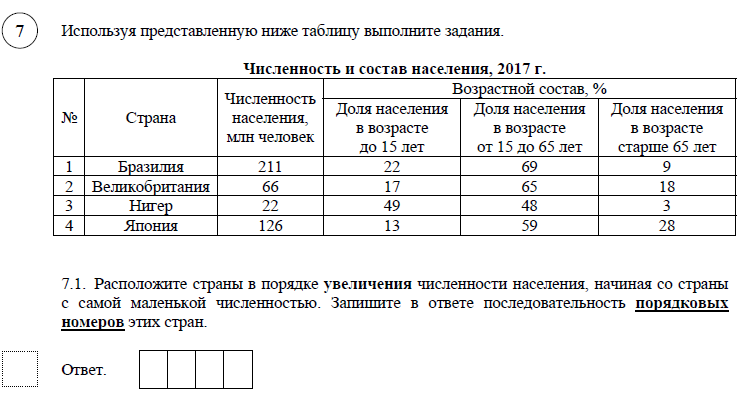 7 Используя представленную ниже таблицу выполните задания.
Численность и состав населения, 2017 г.
№ Страна Численность населения, млн человек Возрастной состав, %
Доля населения в возрасте до 15 лет Доля населения в возрасте от 15 до 65 лет Доля населения в возрасте старше 65 лет
1 Бразилия 211 22 69 9
2 Великобритания 66 17 65 18
3 Нигер 22 49 48 3
4 Япония 126 13 59 28
7.1. Расположите страны в порядке увеличения численности населения, начиная со страны
с самой маленькой численностью. Запишите в ответе последовательность порядковых
номеров этих стран.
Ответ.